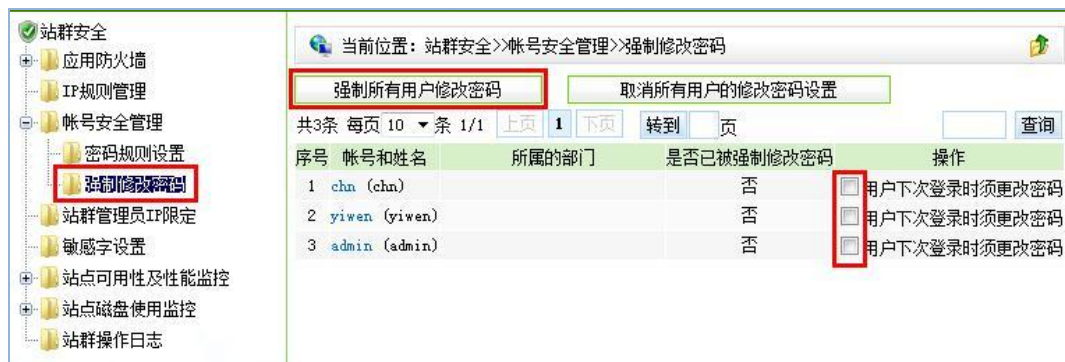 站群安全
应用防火墙
IP规则管理
帐号安全管理
密码规则设置
强制修改密码
站群管理员IP限定
敏感字设置
站点可用性及性能监控
站点磁盘使用监控
站群操作日志
当前位置：站群安全>>帐号安全管理>>强制修改密码
强制所有用户修改密码 取消所有用户的修改密码设置
共3条 每页 10 条 1/1 上页 1 下页 转到 页 查询
序号 帐号和姓名 所属的部门 是否已被强制修改密码 操作
1 chn (chn) 否 用户下次登录时须更改密码
2 yiwen (yiwen) 否 用户下次登录时须更改密码
3 admin (admin) 否 用户下次登录时须更改密码